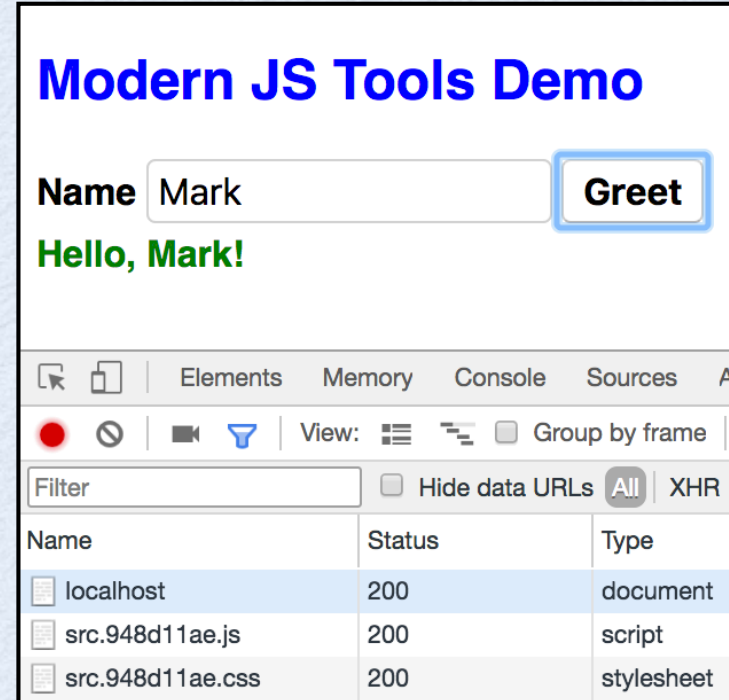 Modern JS Tools Demo
Name Mark Greet
Hello, Mark!
Elements Memory Console Sources A
View: Group by frame
Filter Hide data URLs All XHR
Name Status Type
localhost 200 document
src.948d11ae.js 200 script
src.948d11ae.css 200 stylesheet